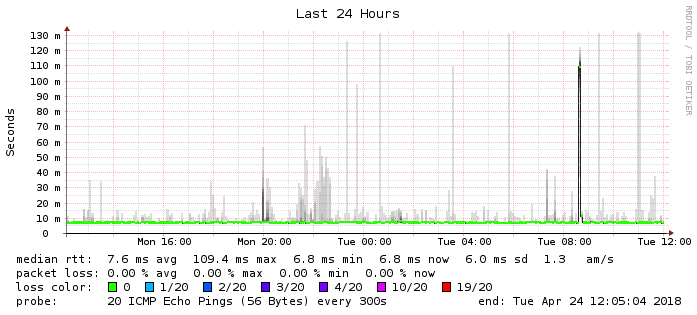 Last 24 Hours
RRDTOOL / TOBI OETIKER
Seconds
130 m
120 m
110 m
100 m
90 m
80 m
70 m
60 m
50 m
40 m
30 m
20 m
10 m
0
Mon 16:00 Mon 20:00 Tue 00:00 Tue 04:00 Tue 08:00 Tue 12:00
median rtt: 7.6 ms avg 109.4 ms max 6.8 ms min 6.8 ms now 6.0 ms sd 1.3 am/s
packet loss: 0.00 % avg 0.00 % max 0.00 % min 0.00 % now
loss color: 0 1/20 2/20 3/20 4/20 10/20 19/20
probe: 20 ICMP Echo Pings (56 Bytes) every 300s end: Tue Apr 24 12:05:04 2018